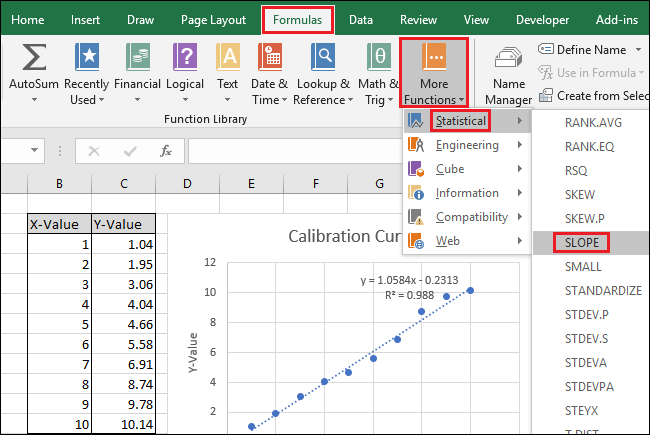 Home Insert Draw Page Layout Formulas Data Review View Developer Add-ins
AutoSum Recently Used Financial Logical Text Date & Time Lookup & Reference Math & Trig More Functions Name Manager
Define Name
Use in Formula
Create from Selec
Function Library
Statistical
Engineering
Cube
Information
Compatibility
Web
RANK.AVG
RANK.EQ
RSQ
SKEW
SKEW.P
SLOPE
SMALL
STANDARDIZE
STDEV.P
STDEV.S
STDEVA
STDEVPA
STEYX
T.DIST
fx
B C D E F G
X-Value Y-Value
1 1.04
2 1.95
3 3.06
4 4.04
5 4.66
6 5.58
7 6.91
8 8.74
9 9.78
10 10.14
Calibration Cur
y = 1.0584x - 0.2313
R² = 0.988
Y-Value
12
10
8
6
4
2